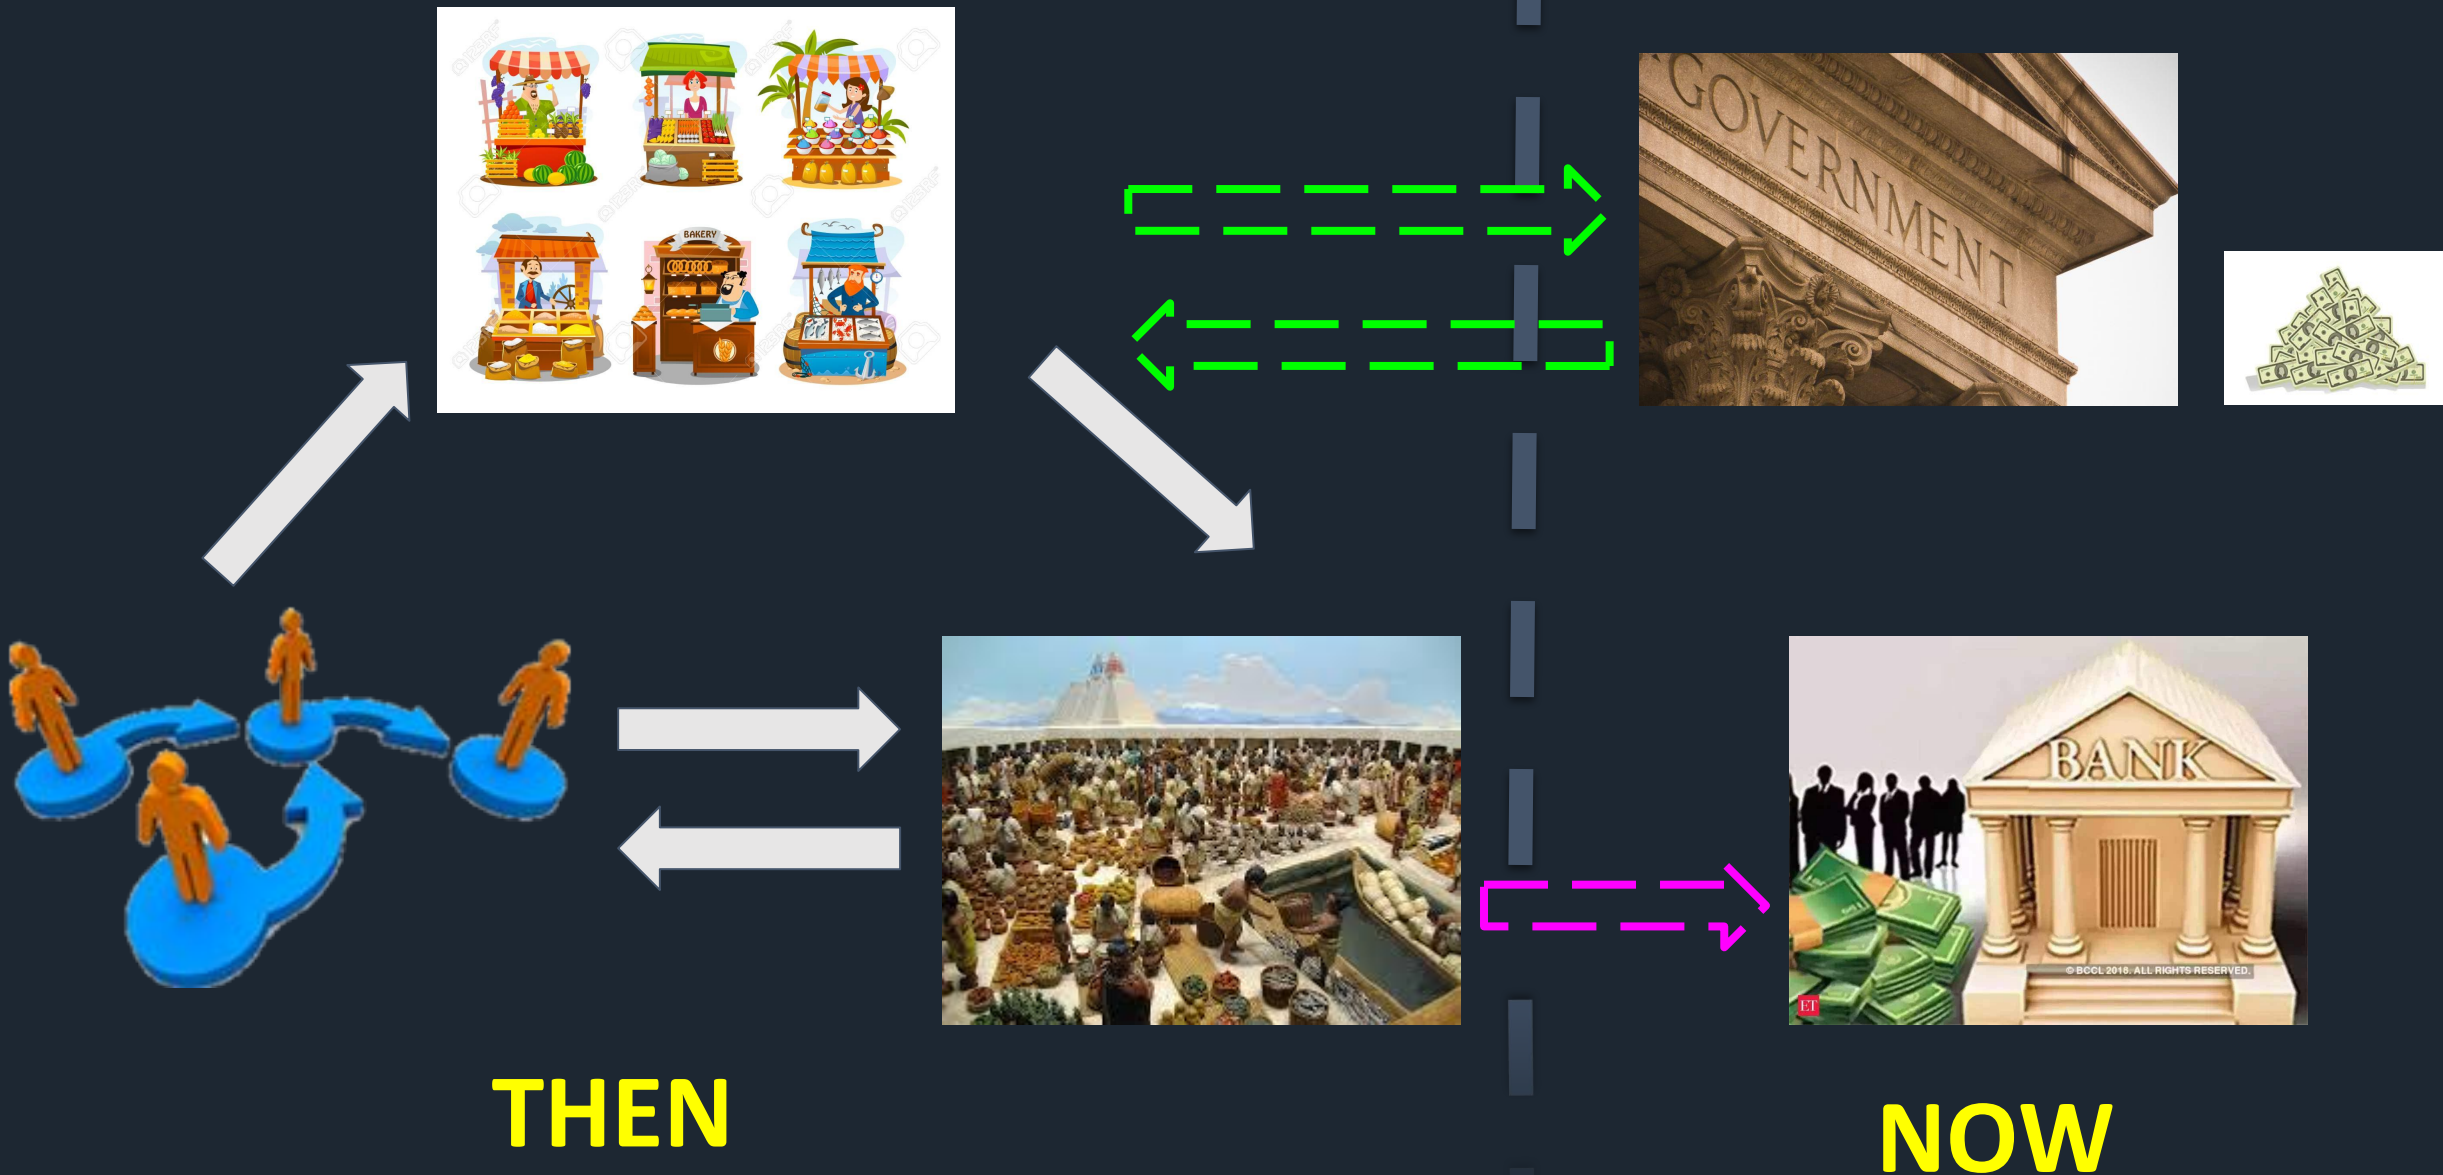 GOVERNMENT
BAKERY
BANK
© BCCL 2018. ALL RIGHTS RESERVED.
ET
THEN
NOW